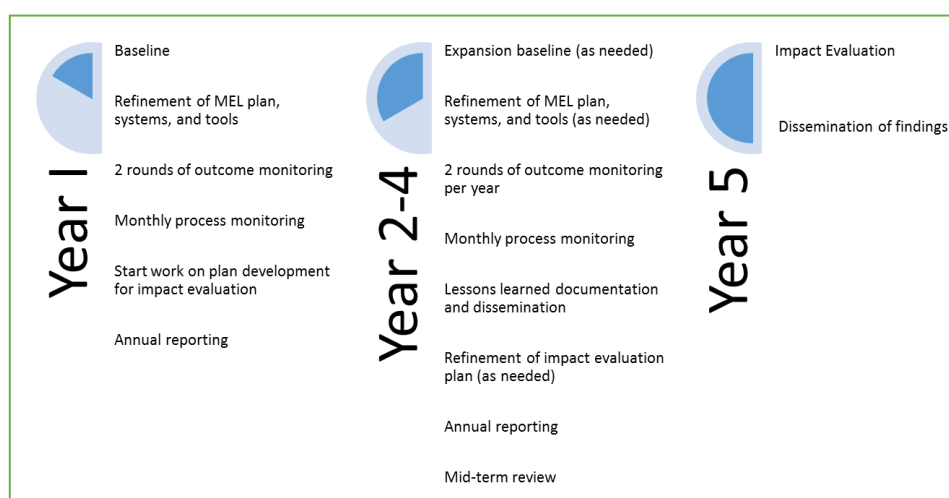 Year I
Baseline
Refinement of MEL plan,
systems, and tools
2 rounds of outcome monitoring
Monthly process monitoring
Start work on plan development
for impact evaluation
Annual reporting
Year 2-4
Expansion baseline (as needed)
Refinement of MEL plan,
systems, and tools (as needed)
2 rounds of outcome monitoring
per year
Monthly process monitoring
Lessons learned documentation
and dissemination
Refinement of impact evaluation
plan (as needed)
Annual reporting
Mid-term review
Year 5
Impact Evaluation
Dissemination of findings